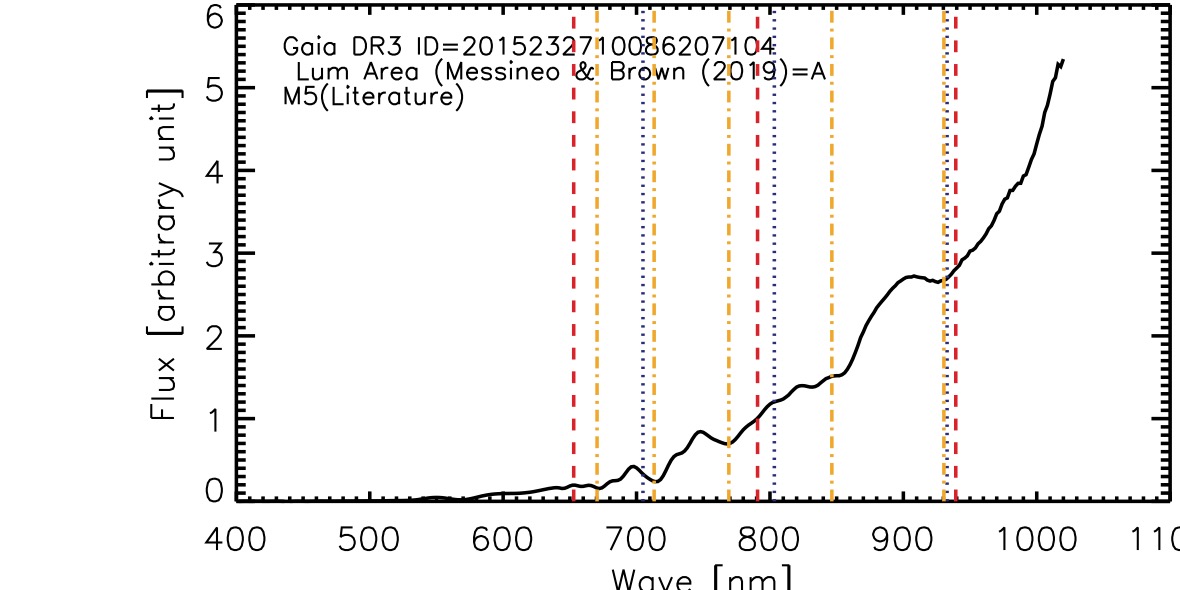 6
Gaia DR3 ID=2015232710086207104
Lum Area (Messineo & Brown (2019)=A
M5(Literature)
5
4
3
2
1
0
Flux [arbitrary unit]
400 500 600 700 800 900 1000 110
Wave [nm]